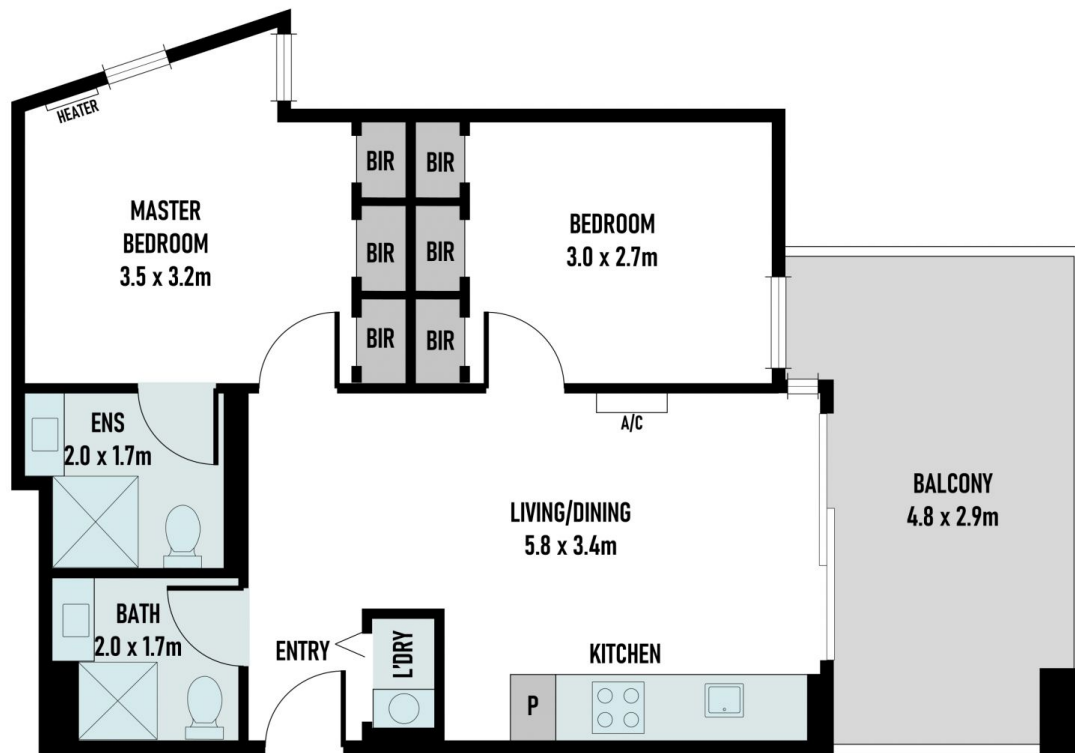 HEATER
MASTER
BEDROOM
3.5 x 3.2m
BIR
BIR
BIR
BIR
BIR
BIR
BEDROOM
3.0 x 2.7m
ENS
2.0 x 1.7m
A/C
LIVING/DINING
5.8 x 3.4m
BALCONY
4.8 x 2.9m
BATH
2.0 x 1.7m
ENTRY
L'DRY
KITCHEN
P